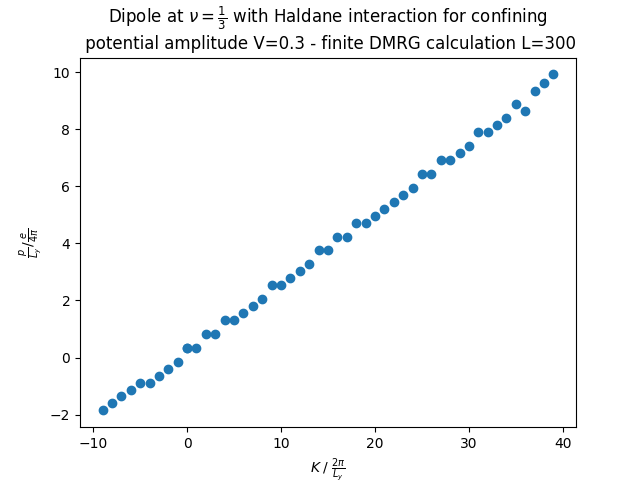 Dipole at ν = 1/3 with Haldane interaction for confining
potential amplitude V=0.3 - finite DMRG calculation L=300
10
8
6
4
2
0
−2
p/L_y / e/4π
−10 0 10 20 30 40
K / 2π/L_y